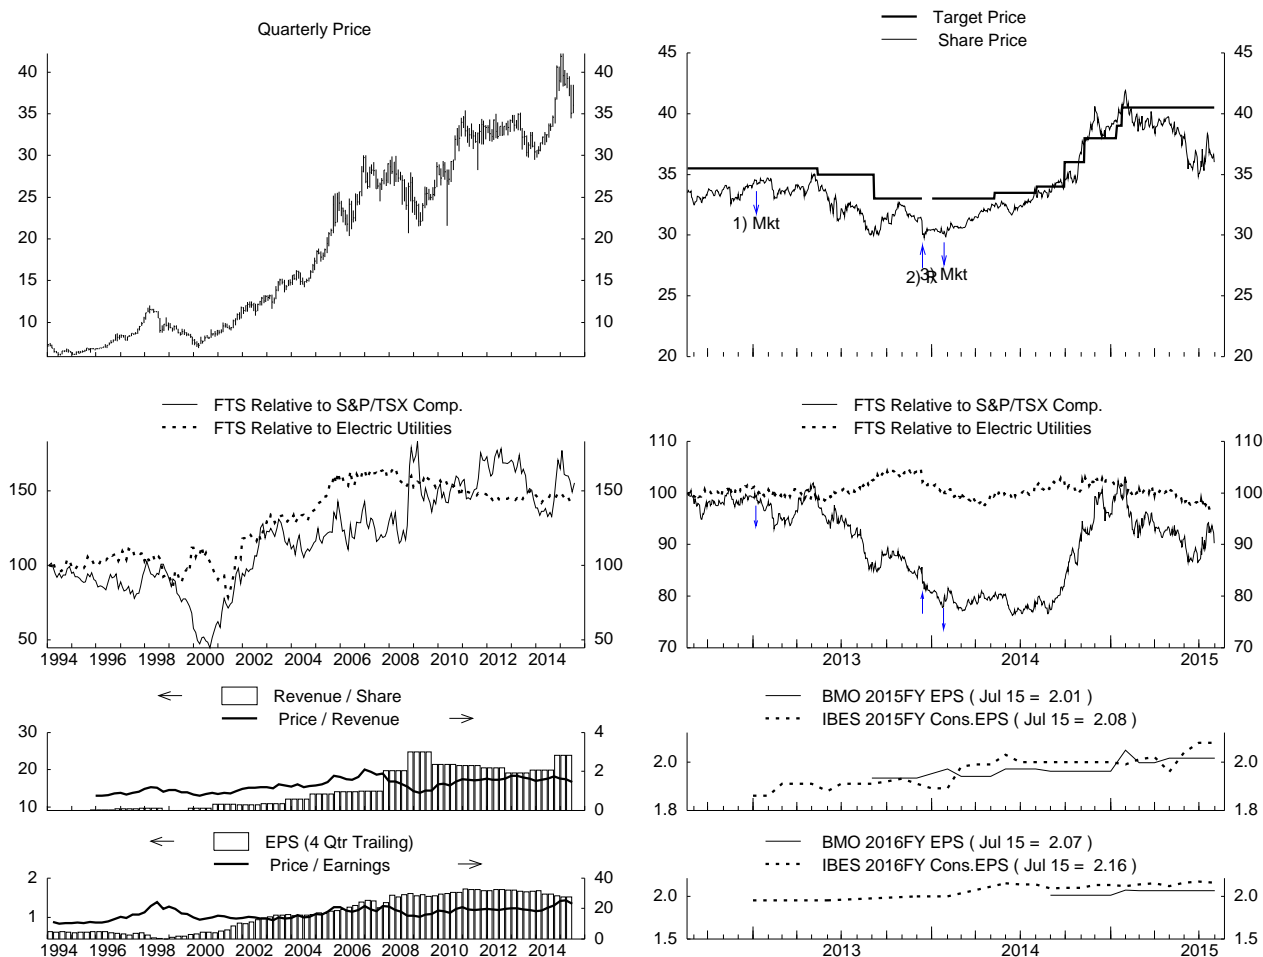 Quarterly Price
40
35
30
25
20
15
10
40
35
30
25
20
15
10
Target Price
Share Price
45
40
35
30
25
20
45
40
35
30
25
20
1) Mkt
2) R
3) Mkt
FTS Relative to S&P/TSX Comp.
FTS Relative to Electric Utilities
150
100
50
150
100
50
1994 1996 1998 2000 2002 2004 2006 2008 2010 2012 2014
FTS Relative to S&P/TSX Comp.
FTS Relative to Electric Utilities
110
100
90
80
70
110
100
90
80
70
2013 2014 2015
Revenue / Share
Price / Revenue
30
20
10
4
2
0
BMO 2015FY EPS ( Jul 15 = 2.01 )
IBES 2015FY Cons.EPS ( Jul 15 = 2.08 )
2.0
1.8
2.0
1.8
EPS (4 Qtr Trailing)
Price / Earnings
2
1
0
40
20
0
1994 1996 1998 2000 2002 2004 2006 2008 2010 2012 2014
BMO 2016FY EPS ( Jul 15 = 2.07 )
IBES 2016FY Cons.EPS ( Jul 15 = 2.16 )
2.0
1.5
2.0
1.5
2013 2014 2015